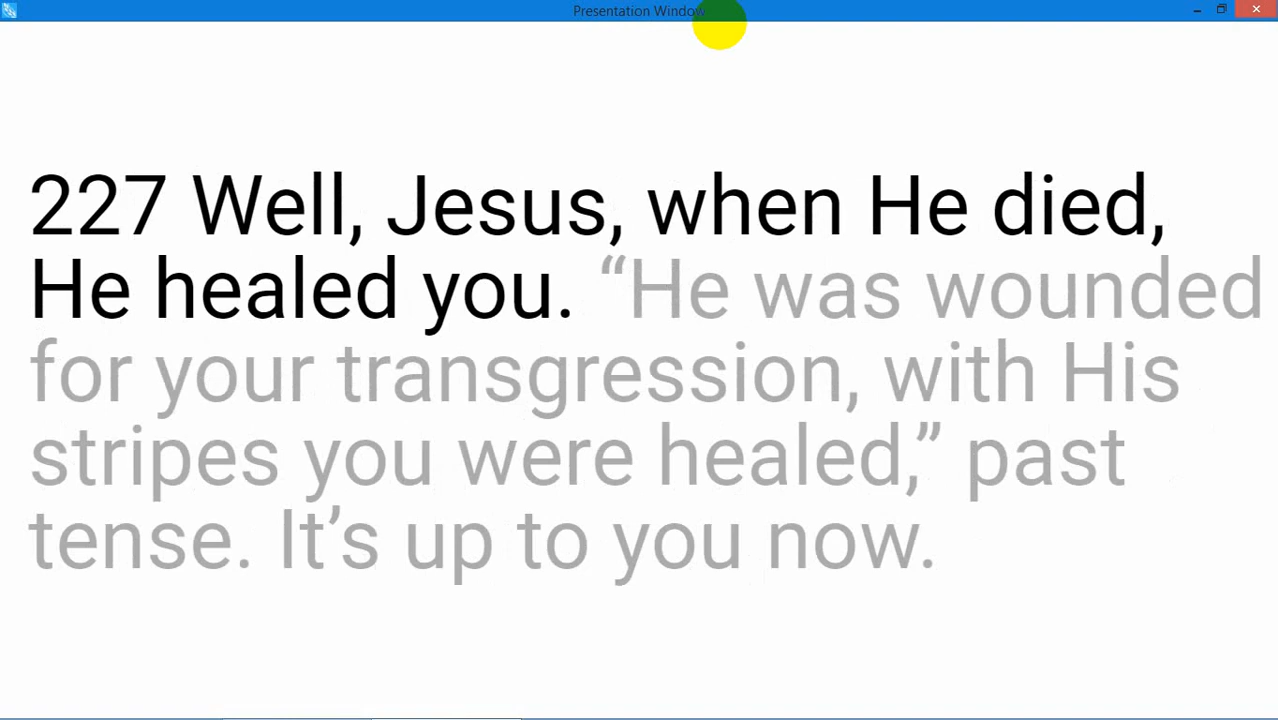 Presentation Window
227 Well, Jesus, when He died,
He healed you. “He was wounded
for your transgression, with His
stripes you were healed,” past
tense. It’s up to you now.